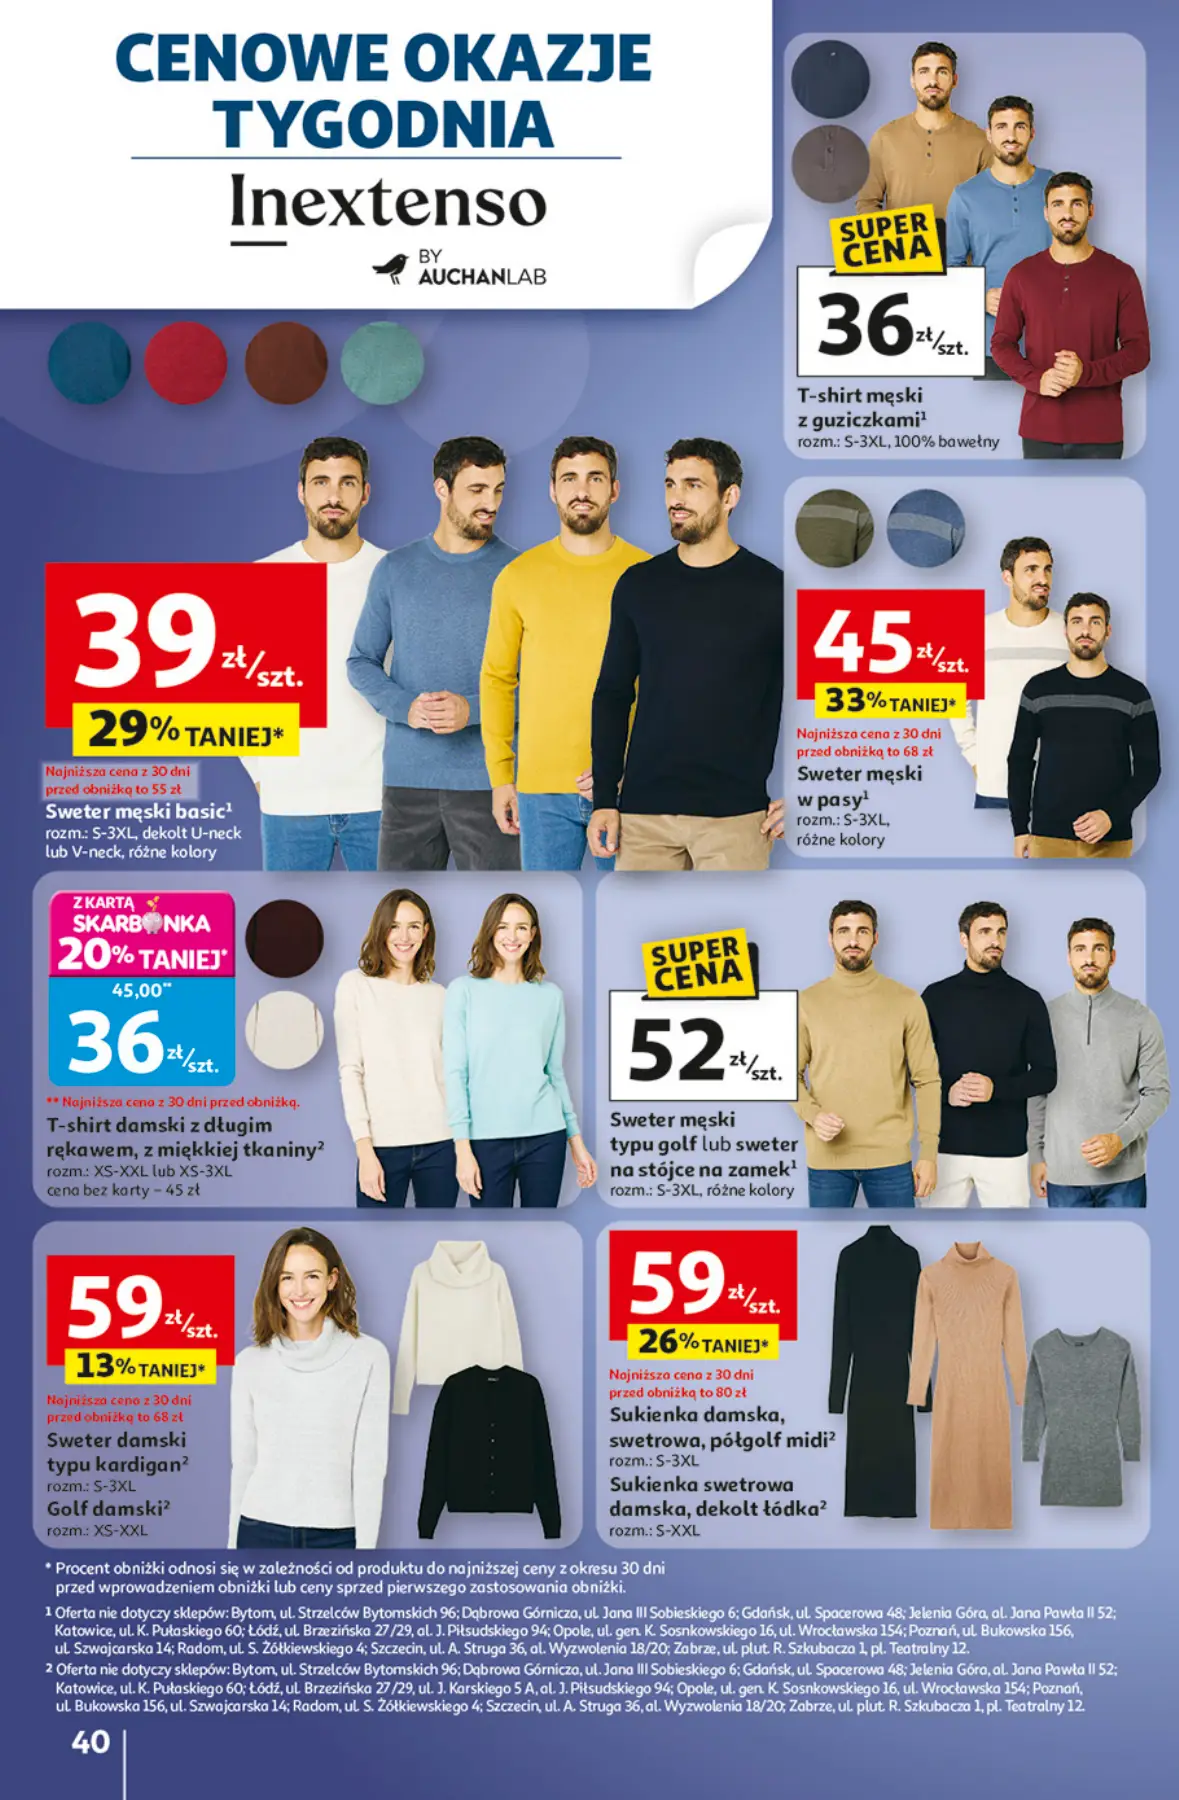 CENOWE OKAZJE
TYGODNIA
Inextenso
BY
AUCHANLAB
SUPER
CENA
36 zł/szt.
T-shirt męski
z guziczkami¹
rozm.: S-3XL, 100% bawełny
39 zł/szt.
29% TANIEJ*
Najniższa cena z 30 dni
przed obniżką to 55 zł
Sweter męski basic¹
rozm.: S-3XL, dekolt U-neck
lub V-neck, różne kolory
45 zł/szt.
33% TANIEJ*
Najniższa cena z 30 dni
przed obniżką to 68 zł
Sweter męski
w pasy¹
rozm.: S-3XL,
różne kolory
Z KARTĄ
SKARBONKA
20% TANIEJ*
45,00**
36 zł/szt.
** Najniższa cena z 30 dni przed obniżką.
T-shirt damski z długim
rękawem, z miękkiej tkaniny²
rozm.: XS-XXL lub XS-3XL
cena bez karty – 45 zł
SUPER
CENA
52 zł/szt.
Sweter męski
typu golf lub sweter
na stójce na zamek¹
rozm.: S-3XL, różne kolory
59 zł/szt.
13% TANIEJ*
Najniższa cena z 30 dni
przed obniżką to 68 zł
Sweter damski
typu kardigan²
rozm.: S-3XL
Golf damski²
rozm.: XS-XXL
59 zł/szt.
26% TANIEJ*
Najniższa cena z 30 dni
przed obniżką to 80 zł
Sukienka damska,
swetrowa, półgolf midi²
rozm.: S-3XL
Sukienka swetrowa
damska, dekolt łódka²
rozm.: S-XXL
* Procent obniżki odnosi się w zależności od produktu do najniższej ceny z okresu 30 dni
przed wprowadzeniem obniżki lub ceny sprzed pierwszego zastosowania obniżki.
1 Oferta nie dotyczy sklepów: Bytom, ul. Strzelców Bytomskich 96; Dąbrowa Górnicza, ul. Jana III Sobieskiego 6; Gdańsk, ul. Spacerowa 48; Jelenia Góra, al. Jana Pawła II 52;
Katowice, ul. K. Pułaskiego 60; Łódź, ul. Brzezińska 27/29, al. J. Piłsudskiego 94; Opole, ul. gen. K. Sosnkowskiego 16, ul. Wrocławska 154; Poznań, ul. Bukowska 156,
ul. Szwajcarska 14; Radom, ul. S. Żółkiewskiego 4; Szczecin, ul. A. Struga 36, al. Wyzwolenia 18/20; Zabrze, ul. plut. R. Szkubacza 1, pl. Teatralny 12.
2 Oferta nie dotyczy sklepów: Bytom, ul. Strzelców Bytomskich 96; Dąbrowa Górnicza, ul. Jana III Sobieskiego 6; Gdańsk, ul. Spacerowa 48; Jelenia Góra, al. Jana Pawła II 52;
Katowice, ul. K. Pułaskiego 60; Łódź, ul. Brzezińska 27/29, ul. J. Karskiego 5 A, al. J. Piłsudskiego 94; Opole, ul. gen. K. Sosnkowskiego 16, ul. Wrocławska 154; Poznań,
ul. Bukowska 156, ul. Szwajcarska 14; Radom, ul. S. Żółkiewskiego 4; Szczecin, ul. A. Struga 36, al. Wyzwolenia 18/20; Zabrze, ul. plut. R. Szkubacza 1, pl. Teatralny 12.
40